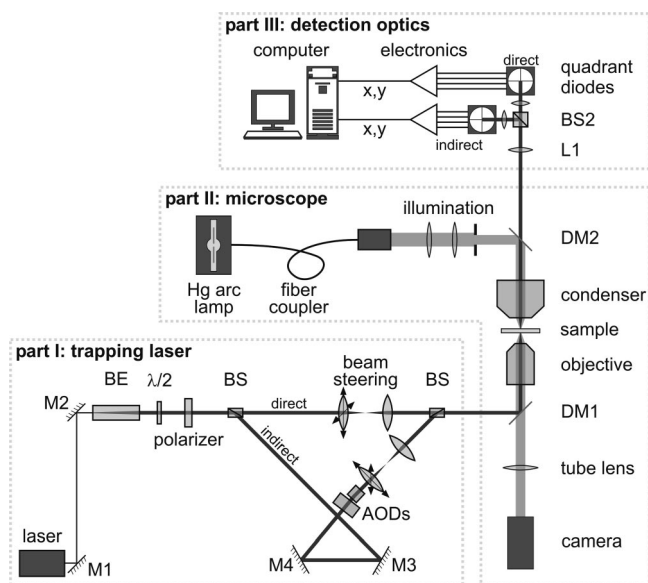 part III: detection optics
computer
electronics
direct
quadrant
diodes
x,y
BS2
x,y
indirect
L1
part II: microscope
illumination
DM2
Hg arc
lamp
fiber
coupler
condenser
sample
part I: trapping laser
objective
beam
steering
BE
λ/2
BS
BS
M2
direct
DM1
polarizer
indirect
tube lens
AODs
laser
M1
M4
M3
camera